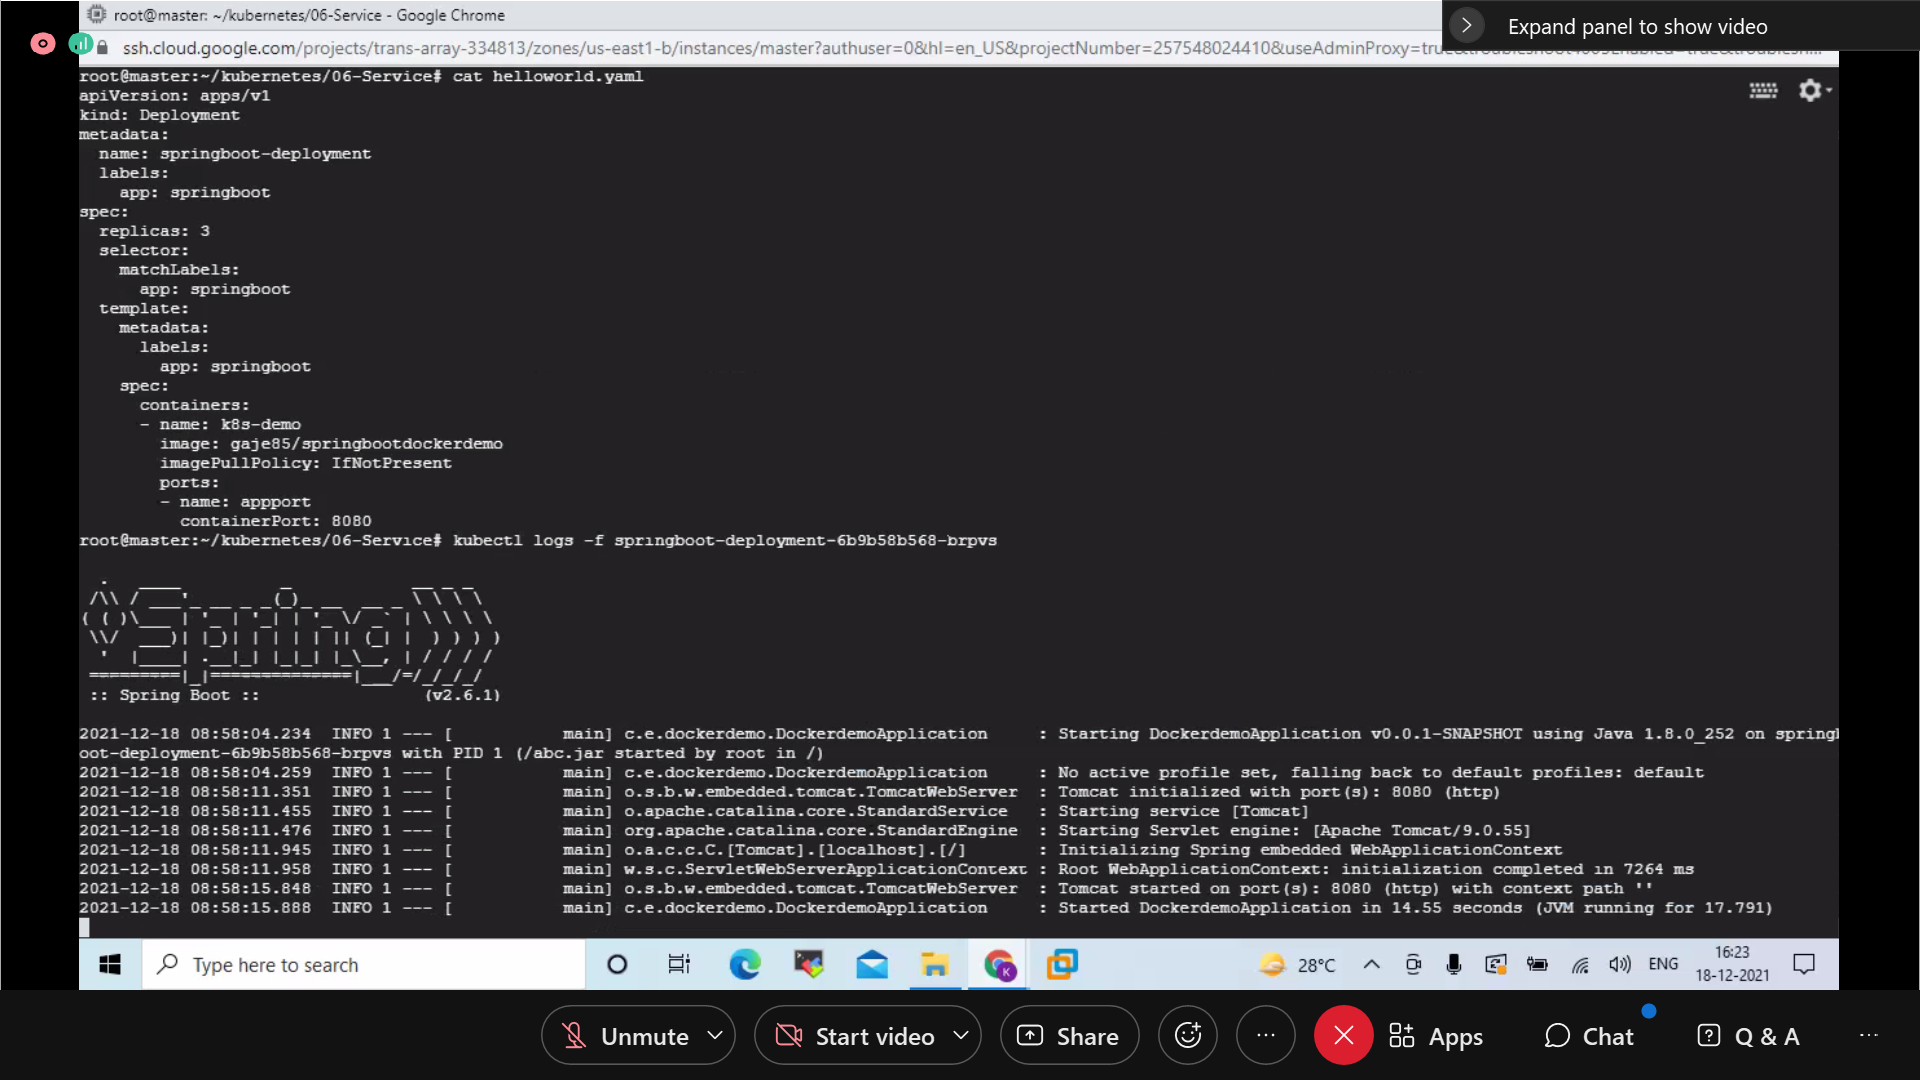 root@master: ~/kubernetes/06-Service - Google Chrome
Expand panel to show video
ssh.cloud.google.com/projects/trans-array-334813/zones/us-east1-b/instances/master?authuser=0&hl=en_US&projectNumber=257548024410&useAdminProxy=true
root@master:~/kubernetes/06-Service# cat helloworld.yaml
apiVersion: apps/v1
kind: Deployment
metadata:
  name: springboot-deployment
  labels:
    app: springboot
spec:
  replicas: 3
  selector:
    matchLabels:
      app: springboot
  template:
    metadata:
      labels:
        app: springboot
    spec:
      containers:
      - name: k8s-demo
        image: gaje85/springbootdockerdemo
        imagePullPolicy: IfNotPresent
        ports:
        - name: appport
          containerPort: 8080
root@master:~/kubernetes/06-Service# kubectl logs -f springboot-deployment-6b9b58b568-brpvs
Spring
:: Spring Boot ::                (v2.6.1)
2021-12-18 08:58:04.234  INFO 1 --- [           main] c.e.dockerdemo.DockerdemoApplication     : Starting DockerdemoApplication v0.0.1-SNAPSHOT using Java 1.8.0_252 on springb
oot-deployment-6b9b58b568-brpvs with PID 1 (/abc.jar started by root in /)
2021-12-18 08:58:04.259  INFO 1 --- [           main] c.e.dockerdemo.DockerdemoApplication     : No active profile set, falling back to default profiles: default
2021-12-18 08:58:11.351  INFO 1 --- [           main] o.s.b.w.embedded.tomcat.TomcatWebServer  : Tomcat initialized with port(s): 8080 (http)
2021-12-18 08:58:11.455  INFO 1 --- [           main] o.apache.catalina.core.StandardService   : Starting service [Tomcat]
2021-12-18 08:58:11.476  INFO 1 --- [           main] org.apache.catalina.core.StandardEngine  : Starting Servlet engine: [Apache Tomcat/9.0.55]
2021-12-18 08:58:11.945  INFO 1 --- [           main] o.a.c.c.C.[Tomcat].[localhost].[/]       : Initializing Spring embedded WebApplicationContext
2021-12-18 08:58:11.958  INFO 1 --- [           main] w.s.c.ServletWebServerApplicationContext : Root WebApplicationContext: initialization completed in 7264 ms
2021-12-18 08:58:15.848  INFO 1 --- [           main] o.s.b.w.embedded.tomcat.TomcatWebServer  : Tomcat started on port(s): 8080 (http) with context path ''
2021-12-18 08:58:15.888  INFO 1 --- [           main] c.e.dockerdemo.DockerdemoApplication     : Started DockerdemoApplication in 14.55 seconds (JVM running for 17.791)
Type here to search
28°C
ENG
16:23
18-12-2021
Unmute
Start video
Share
Apps
Chat
Q & A